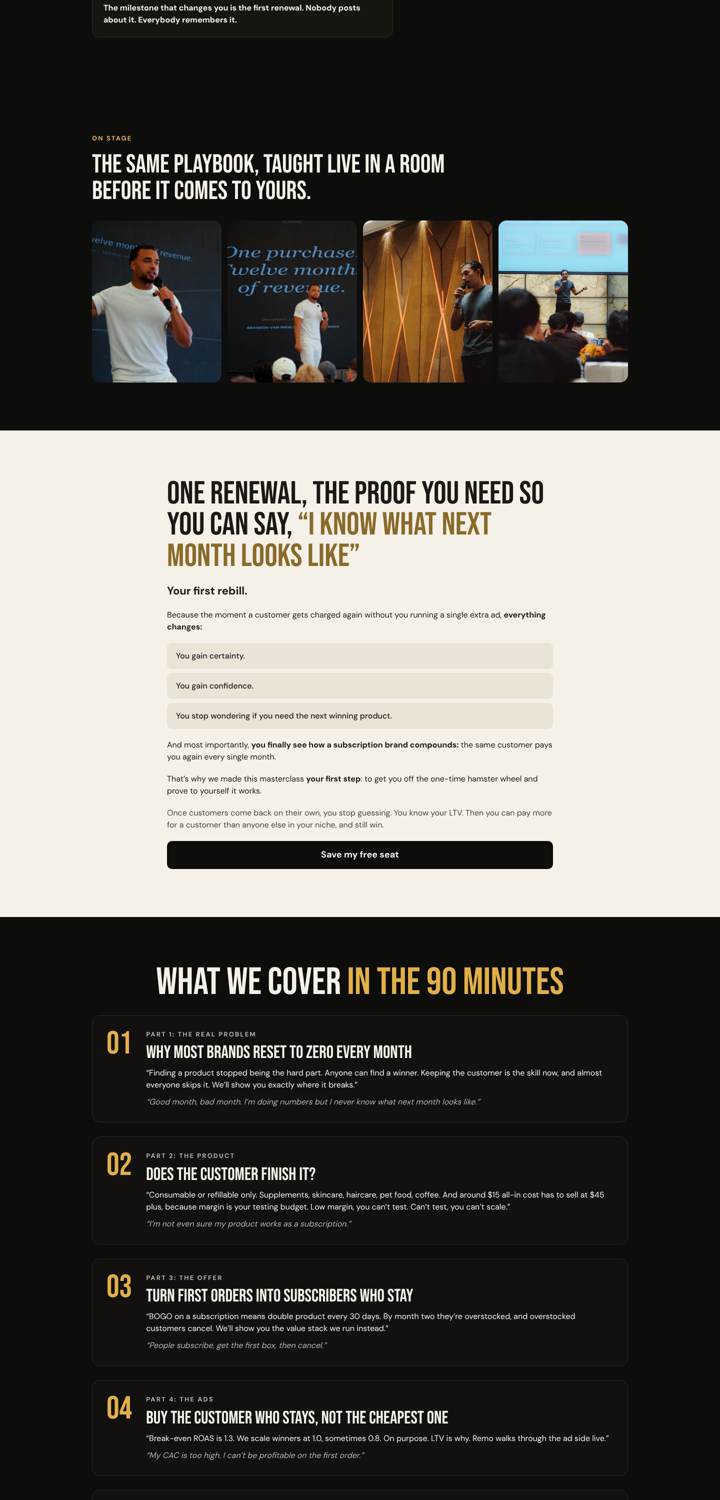 The milestone that changes you is the first renewal. Nobody posts
about it. Everybody remembers it.
ON STAGE
THE SAME PLAYBOOK, TAUGHT LIVE IN A ROOM
BEFORE IT COMES TO YOURS.
revenue.
One purchase.
Twelve month
of revenue.
ONE RENEWAL, THE PROOF YOU NEED SO
YOU CAN SAY, “I KNOW WHAT NEXT
MONTH LOOKS LIKE”
Your first rebill.
Because the moment a customer gets charged again without you running a single extra ad, everything
changes:
You gain certainty.
You gain confidence.
You stop wondering if you need the next winning product.
And most importantly, you finally see how a subscription brand compounds: the same customer pays
you again every single month.
That’s why we made this masterclass your first step: to get you off the one-time hamster wheel and
prove to yourself it works.
Once customers come back on their own, you stop guessing. You know your LTV. Then you can pay more
for a customer than anyone else in your niche, and still win.
Save my free seat
WHAT WE COVER IN THE 90 MINUTES
01
PART 1: THE REAL PROBLEM
WHY MOST BRANDS RESET TO ZERO EVERY MONTH
“Finding a product stopped being the hard part. Anyone can find a winner. Keeping the customer is the skill now, and almost
everyone skips it. We’ll show you exactly where it breaks.”
“Good month, bad month. I’m doing numbers but I never know what next month looks like.”
02
PART 2: THE PRODUCT
DOES THE CUSTOMER FINISH IT?
“Consumable or refillable only. Supplements, skincare, haircare, pet food, coffee. And around $15 all-in cost has to sell at $45
plus, because margin is your testing budget. Low margin, you can’t test. Can’t test, you can’t scale.”
“I’m not even sure my product works as a subscription.”
03
PART 3: THE OFFER
TURN FIRST ORDERS INTO SUBSCRIBERS WHO STAY
“BOGO on a subscription means double product every 30 days. By month two they’re overstocked, and overstocked
customers cancel. We’ll show you the value stack we run instead.”
“People subscribe, get the first box, then cancel.”
04
PART 4: THE ADS
BUY THE CUSTOMER WHO STAYS, NOT THE CHEAPEST ONE
“Break-even ROAS is 1.3. We scale winners at 1.0, sometimes 0.8. On purpose. LTV is why. Remo walks through the ad side live.”
“My CAC is too high. I can’t be profitable on the first order.”